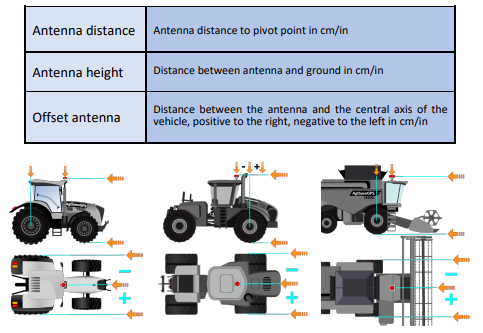 Antenna distance
Antenna distance to pivot point in cm/in
Antenna height
Distance between antenna and ground in cm/in
Offset antenna
Distance between the antenna and the central axis of the
vehicle, positive to the right, negative to the left in cm/in
- +
AgOpenGPS
AgOpenGPS
-
+
-
+
-
+